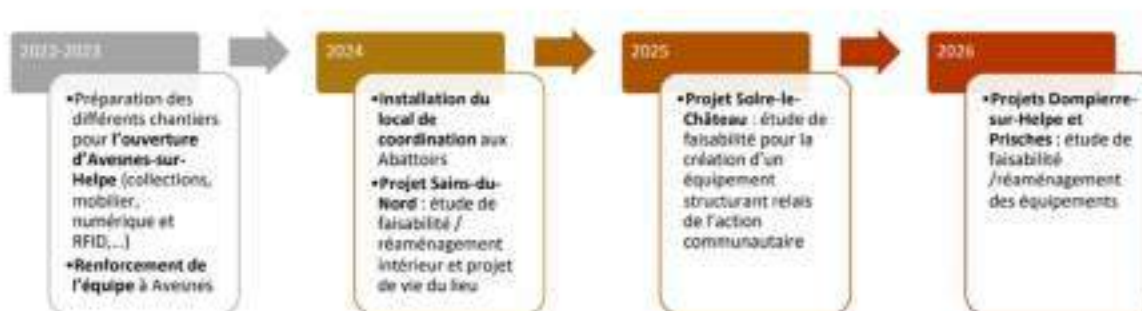 2022-2023
•Préparation des
différents chantiers
pour l'ouverture
d'Avesnes-sur-
Helpe (collections,
mobilier,
numérique et
RFID,...)
•Renforcement de
l'équipe à Avesnes
2024
•Installation du
local de
coordination aux
Abattoirs
•Projet Sains-du-
Nord : étude de
faisabilité /
réaménagement
intérieur et projet
de vie du lieu
2025
•Projet Solre-le-
Château : étude de
faisabilité pour la
création d'un
équipement
structurant relais
de l'action
communautaire
2026
•Projets Dompierre-
sur-Helpe et
Prisches : étude de
faisabilité
/réaménagement
des équipements